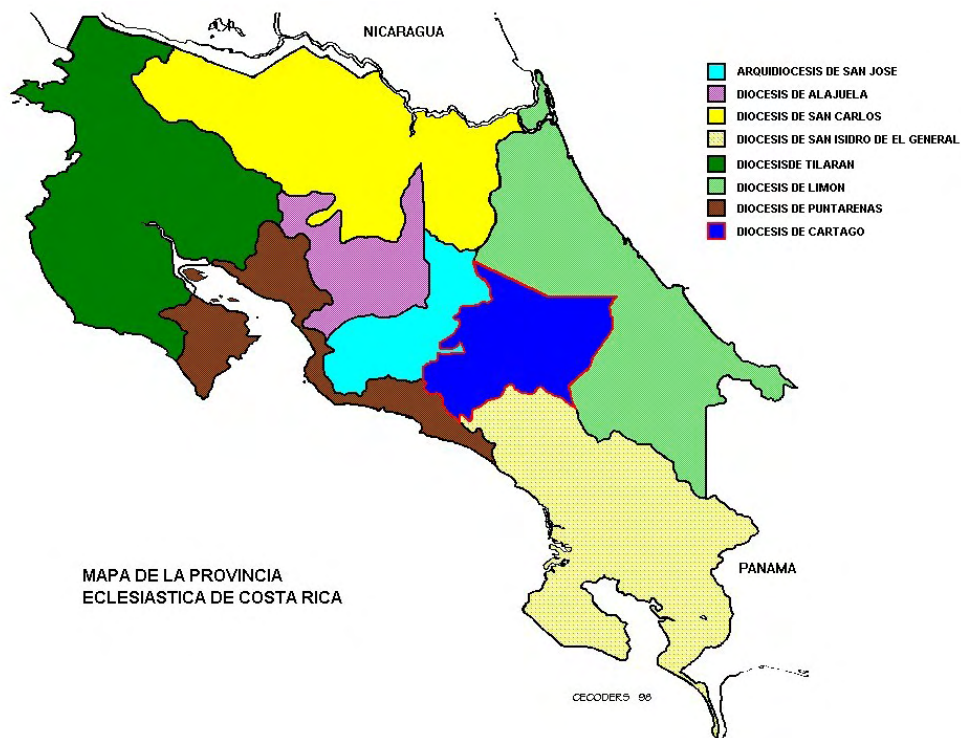 NICARAGUA
ARQUIDIOCESIS DE SAN JOSE
DIOCESIS DE ALAJUELA
DIOCESIS DE SAN CARLOS
DIOCESIS DE SAN ISIDRO DE EL GENERAL
DIOCESISDE TILARAN
DIOCESIS DE LIMON
DIOCESIS DE PUNTARENAS
DIOCESIS DE CARTAGO
PANAMA
MAPA DE LA PROVINCIA
ECLESIASTICA DE COSTA RICA
CECODERS 98